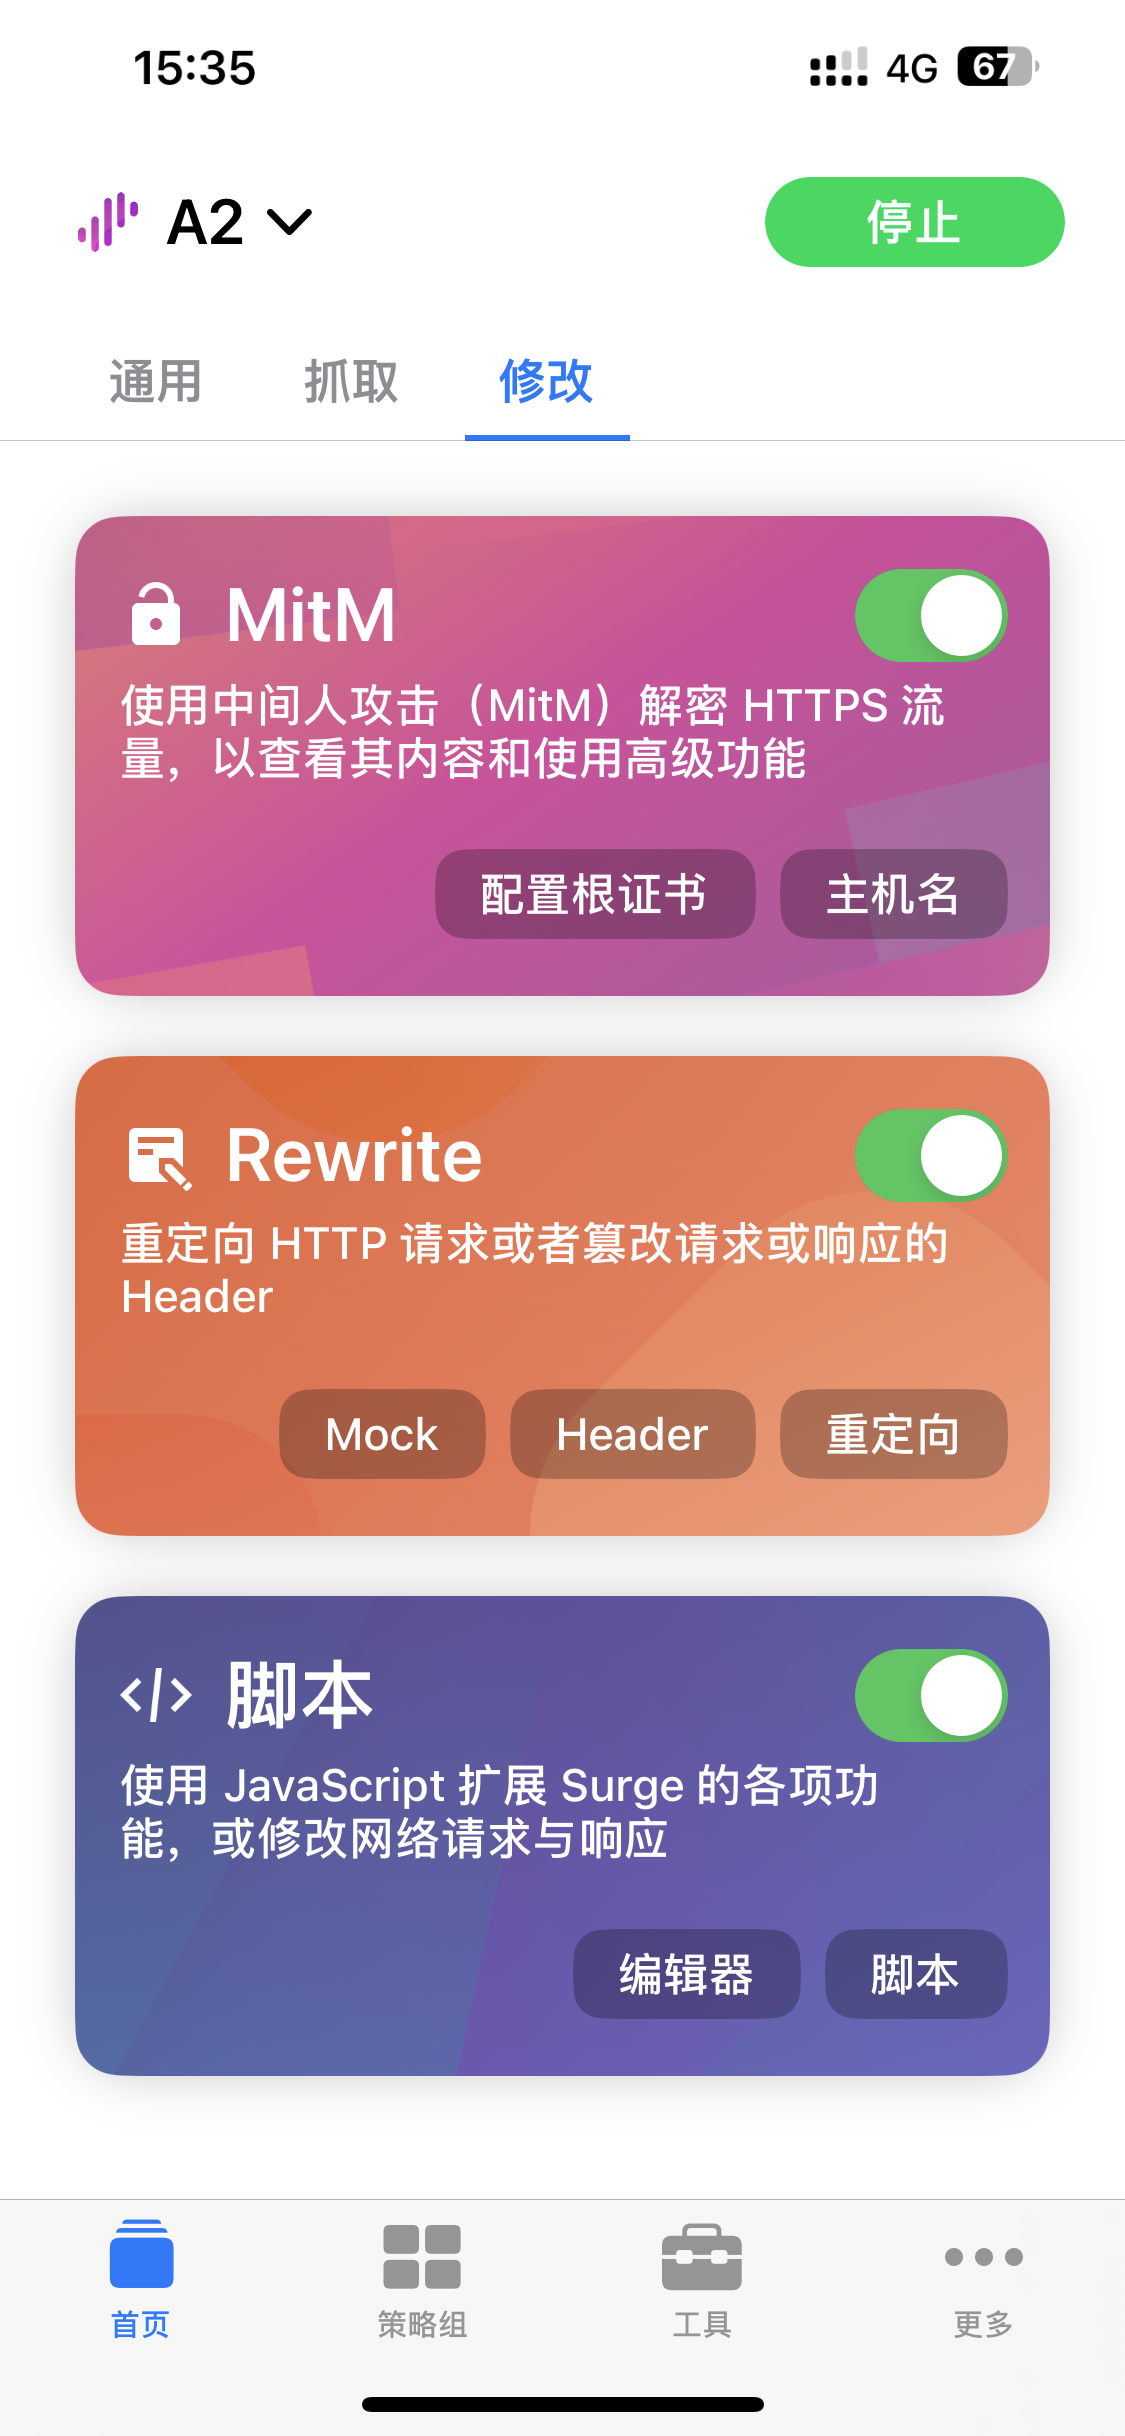 15:35
4G
67
A2
停止
通用
抓取
修改
MitM
使用中间人攻击（MitM）解密 HTTPS 流
量，以查看其内容和使用高级功能
配置根证书
主机名
Rewrite
重定向 HTTP 请求或者篡改请求或响应的
Header
Mock
Header
重定向
脚本
使用 JavaScript 扩展 Surge 的各项功
能，或修改网络请求与响应
编辑器
脚本
首页
策略组
工具
更多